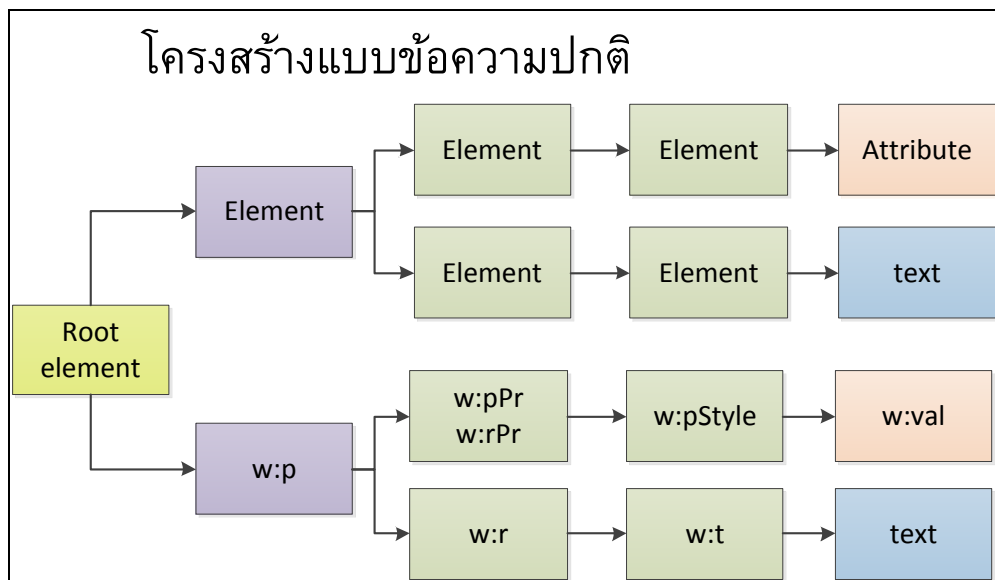 โครงสร้างแบบข้อความปกติ
Element
Element
Attribute
Element
Element
Element
text
Root
element
w:pPr
w:rPr
w:pStyle
w:val
w:p
w:r
w:t
text